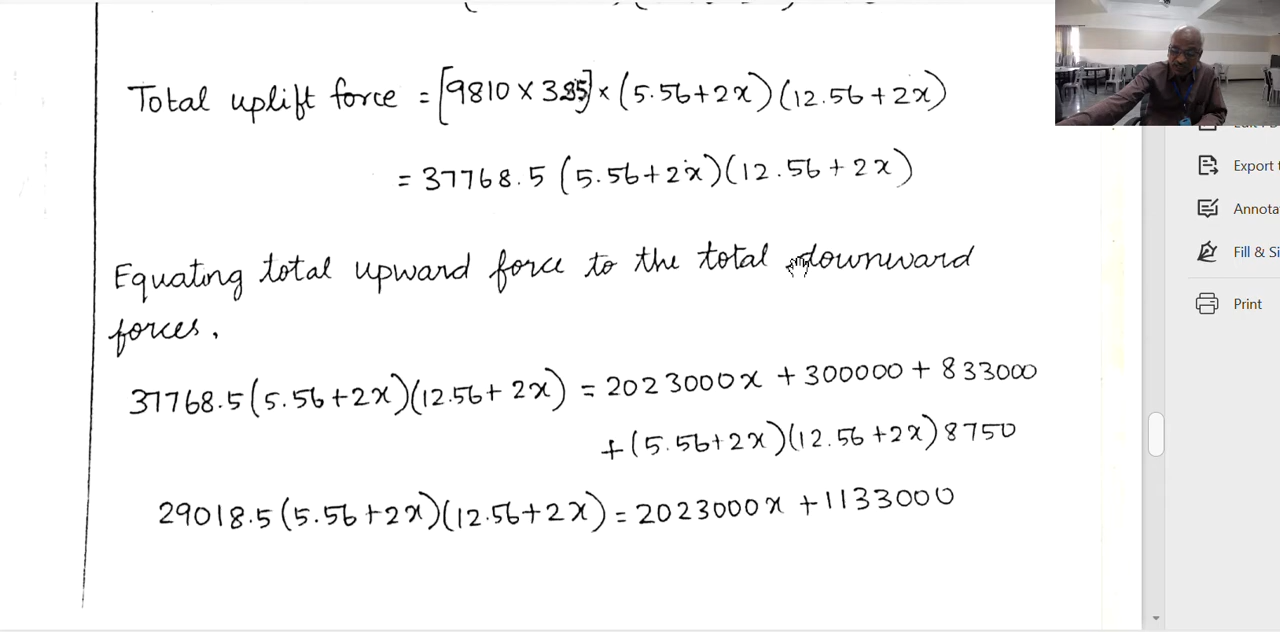 Total uplift force = [9810 × 3.85] × (5.56+2x)(12.56+2x)
= 37768.5 (5.56+2x)(12.56+2x)
Equating total upward force to the total downward
forces.
37768.5(5.56+2x)(12.56+2x) = 2023000x + 300000 + 833000
+(5.56+2x)(12.56+2x)8750
29018.5(5.56+2x)(12.56+2x) = 2023000x + 1133000
Export
Annota
Fill & Si
Print